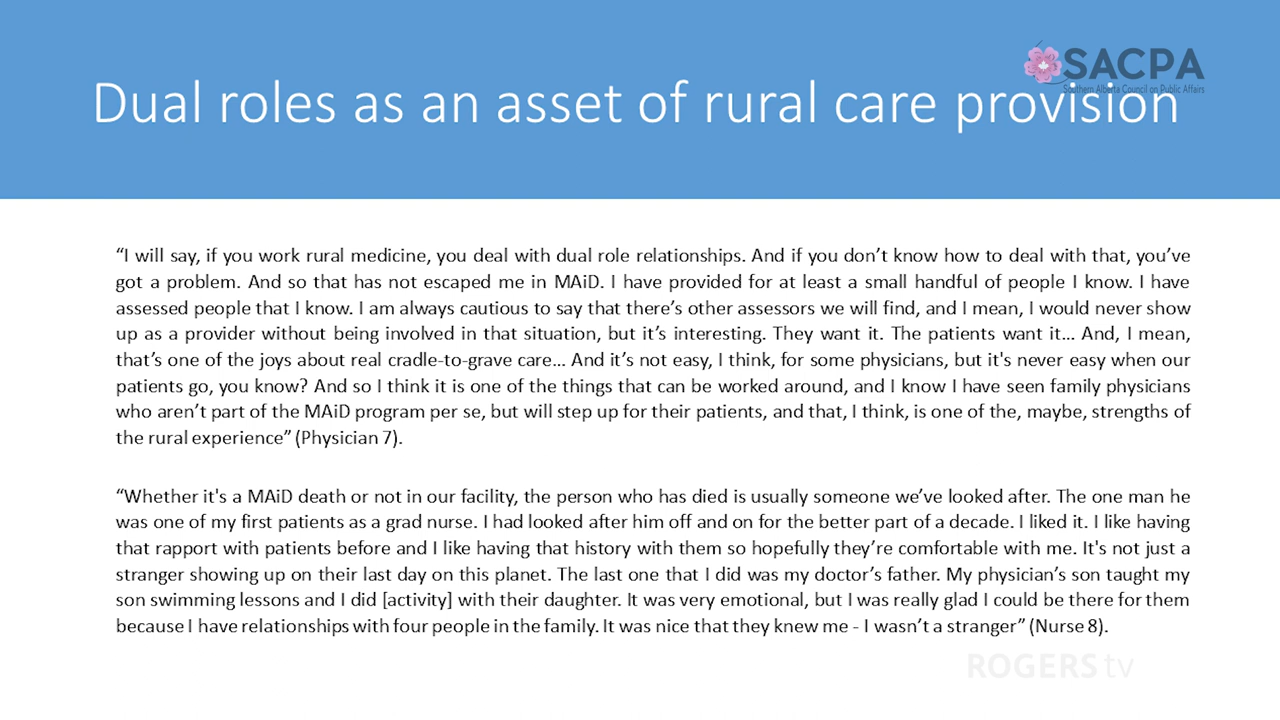 SACPA
Southern Alberta Council on Public Affairs
Dual roles as an asset of rural care provision
“I will say, if you work rural medicine, you deal with dual role relationships. And if you don’t know how to deal with that, you’ve
got a problem. And so that has not escaped me in MAiD. I have provided for at least a small handful of people I know. I have
assessed people that I know. I am always cautious to say that there’s other assessors we will find, and I mean, I would never show
up as a provider without being involved in that situation, but it’s interesting. They want it. The patients want it… And, I mean,
that’s one of the joys about real cradle-to-grave care… And it’s not easy, I think, for some physicians, but it's never easy when our
patients go, you know? And so I think it is one of the things that can be worked around, and I know I have seen family physicians
who aren’t part of the MAiD program per se, but will step up for their patients, and that, I think, is one of the, maybe, strengths of
the rural experience” (Physician 7).
“Whether it's a MAiD death or not in our facility, the person who has died is usually someone we’ve looked after. The one man he
was one of my first patients as a grad nurse. I had looked after him off and on for the better part of a decade. I liked it. I like having
that rapport with patients before and I like having that history with them so hopefully they’re comfortable with me. It's not just a
stranger showing up on their last day on this planet. The last one that I did was my doctor’s father. My physician’s son taught my
son swimming lessons and I did [activity] with their daughter. It was very emotional, but I was really glad I could be there for them
because I have relationships with four people in the family. It was nice that they knew me - I wasn’t a stranger” (Nurse 8).
ROGERS tv